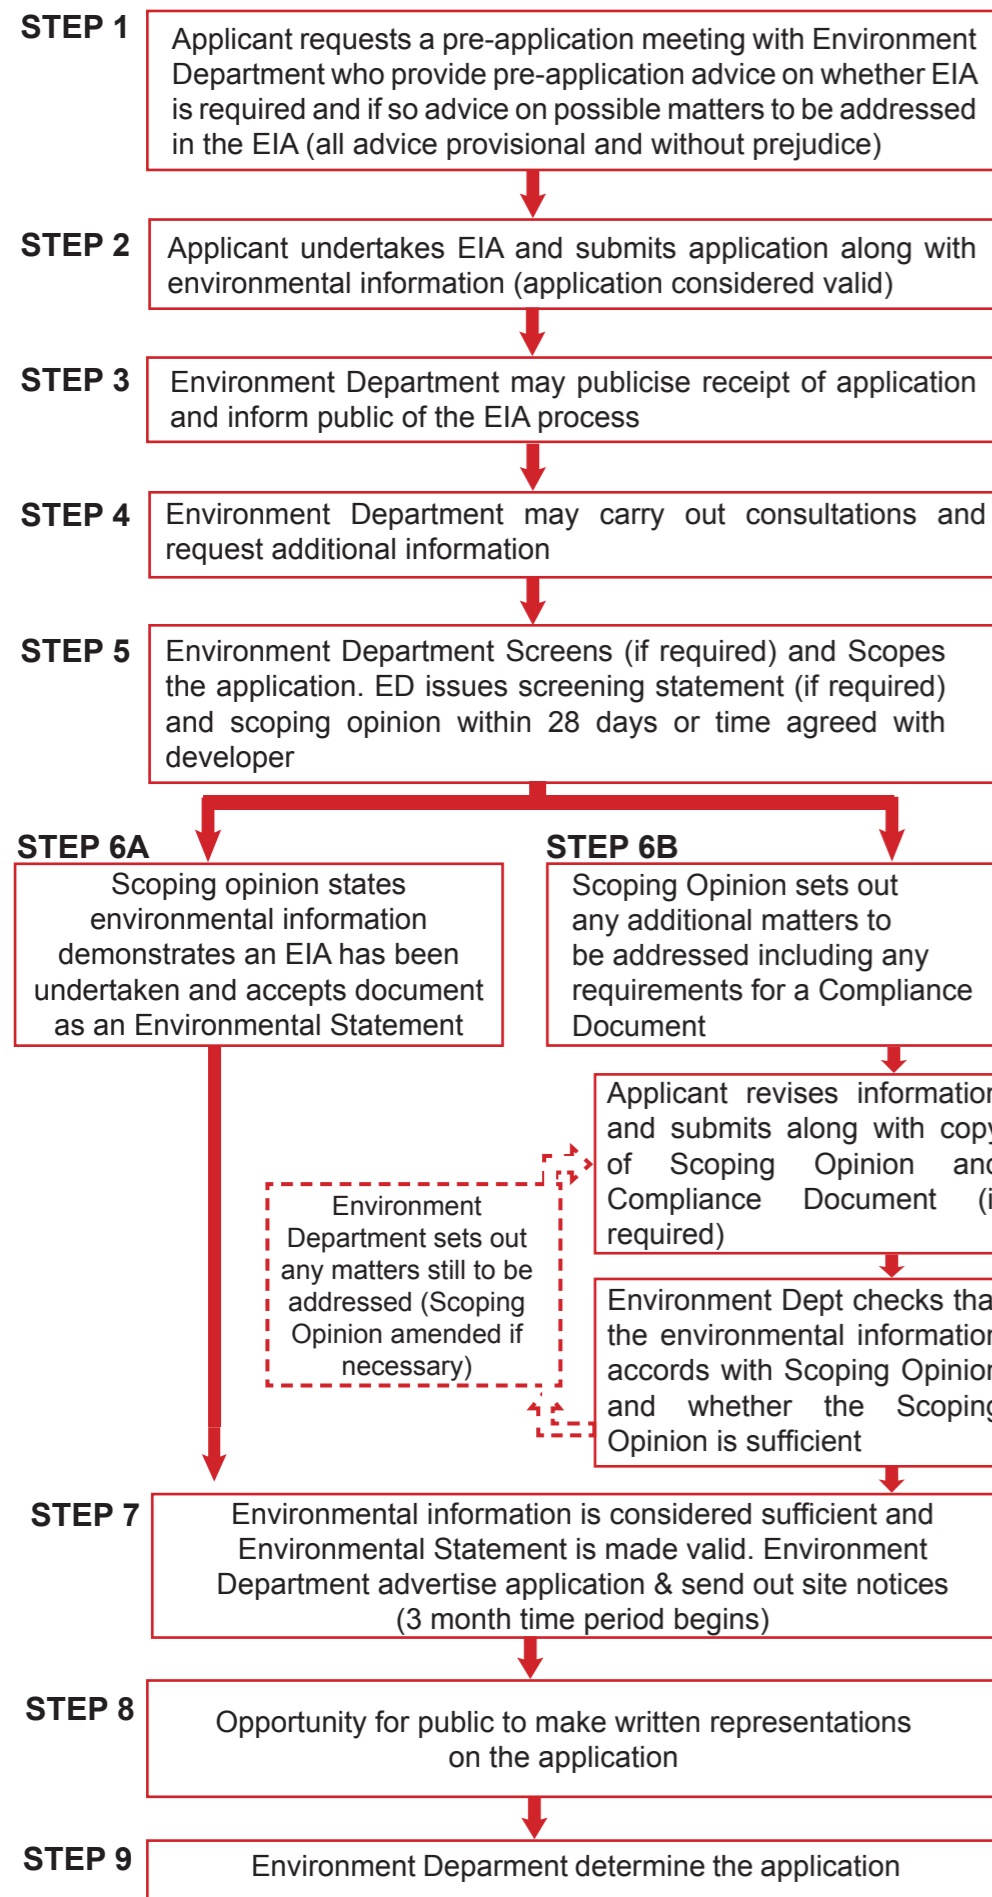 STEP 1
Applicant requests a pre-application meeting with Environment
Department who provide pre-application advice on whether EIA
is required and if so advice on possible matters to be addressed
in the EIA (all advice provisional and without prejudice)
STEP 2
Applicant undertakes EIA and submits application along with
environmental information (application considered valid)
STEP 3
Environment Department may publicise receipt of application
and inform public of the EIA process
STEP 4
Environment Department may carry out consultations and
request additional information
STEP 5
Environment Department Screens (if required) and Scopes
the application. ED issues screening statement (if required)
and scoping opinion within 28 days or time agreed with
developer
STEP 6A
Scoping opinion states
environmental information
demonstrates an EIA has been
undertaken and accepts document
as an Environmental Statement
STEP 6B
Scoping Opinion sets out
any additional matters to
be addressed including any
requirements for a Compliance
Document
Applicant revises information
and submits along with copy
of Scoping Opinion and
Compliance Document (i
required)
Environment
Department sets out
any matters still to be
addressed (Scoping
Opinion amended if
necessary)
Environment Dept checks tha
the environmental information
accords with Scoping Opinion
and whether the Scoping
Opinion is sufficient
STEP 7
Environmental information is considered sufficient and
Environmental Statement is made valid. Environment
Department advertise application & send out site notices
(3 month time period begins)
STEP 8
Opportunity for public to make written representations
on the application
STEP 9
Environment Deparment determine the application